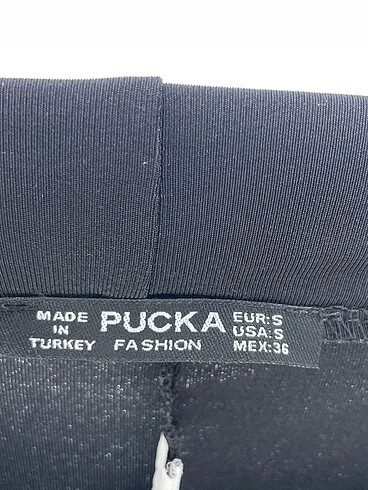 MADE IN TURKEY
PUCKA
FASHION
EUR:S
USA:S
MEX:36